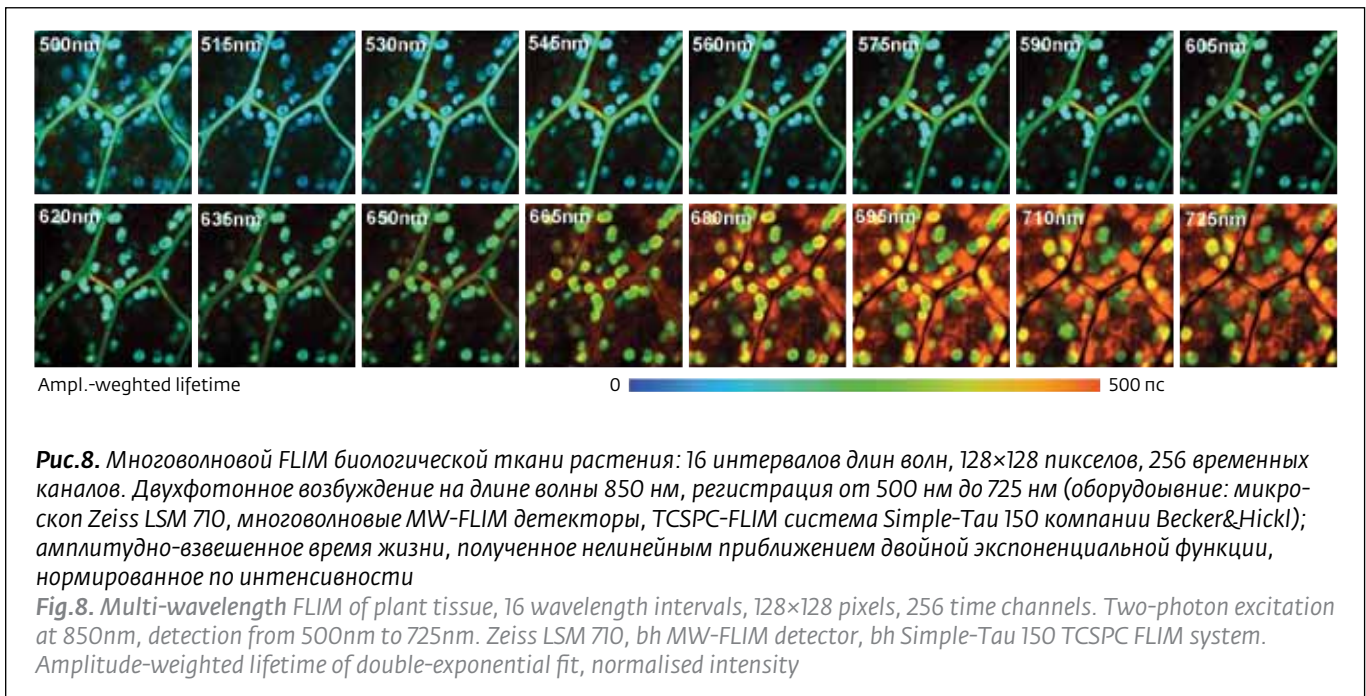 500nm 515nm 530nm 545nm 560nm 575nm 590nm 605nm
620nm 635nm 650nm 665nm 680nm 695nm 710nm 725nm
Ampl.-weghted lifetime 0 500 пс
Рис.8. Многоволновой FLIM биологической ткани растения: 16 интервалов длин волн, 128×128 пикселов, 256 временных
каналов. Двухфотонное возбуждение на длине волны 850 нм, регистрация от 500 нм до 725 нм (оборудоывние: микро-
скоп Zeiss LSM 710, многоволновые MW-FLIM детекторы, TCSPC-FLIM система Simple-Tau 150 компании Becker&Hickl);
амплитудно-взвешенное время жизни, полученное нелинейным приближением двойной экспоненциальной функции,
нормированное по интенсивности
Fig.8. Multi-wavelength FLIM of plant tissue, 16 wavelength intervals, 128×128 pixels, 256 time channels. Two-photon excitation
at 850nm, detection from 500nm to 725nm. Zeiss LSM 710, bh MW-FLIM detector, bh Simple-Tau 150 TCSPC FLIM system.
Amplitude-weighted lifetime of double-exponential fit, normalised intensity